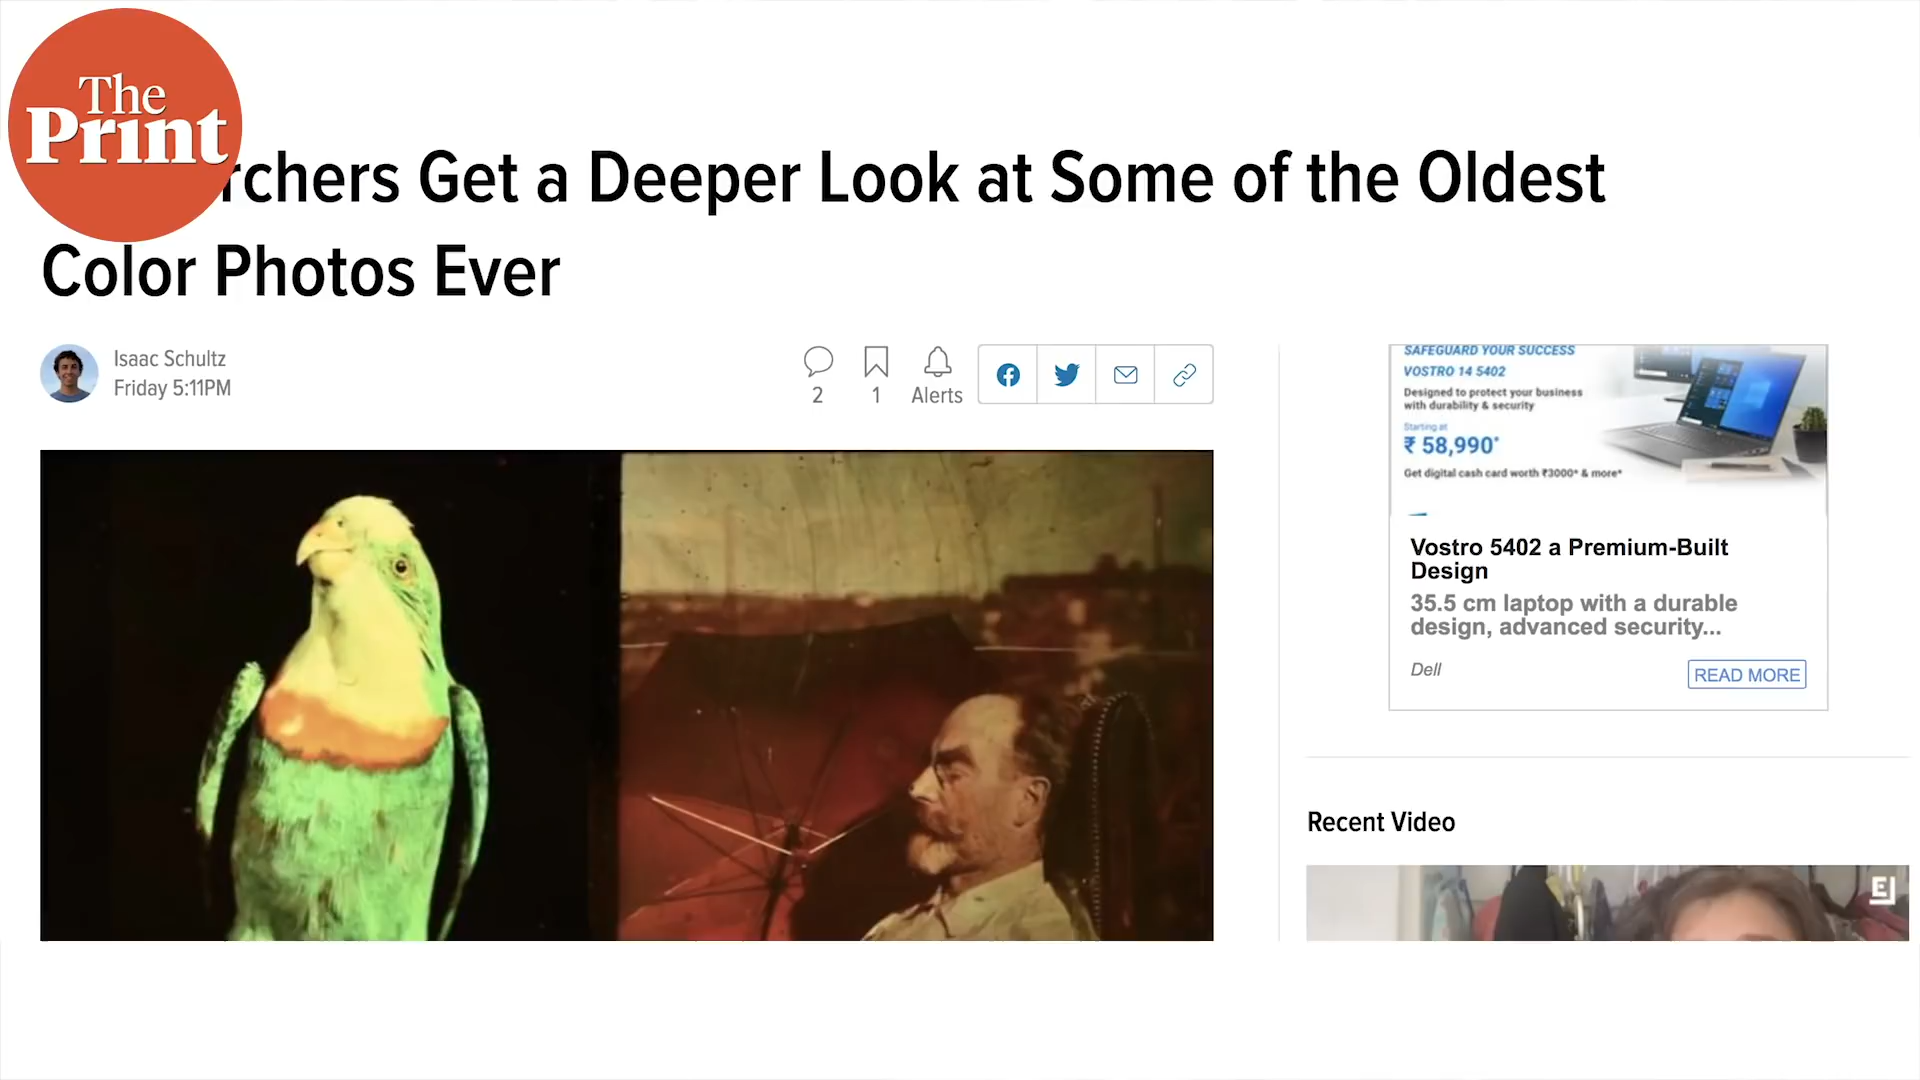 The
Print
rchers Get a Deeper Look at Some of the Oldest
Color Photos Ever
Isaac Schultz
Friday 5:11PM
2
1
Alerts
SAFEGUARD YOUR SUCCESS
VOSTRO 14 5402
Designed to protect your business
with durability & security
Starting at
₹ 58,990*
Get digital cash card worth ₹3000* & more*
Vostro 5402 a Premium-Built
Design
35.5 cm laptop with a durable
design, advanced security...
Dell
READ MORE
Recent Video